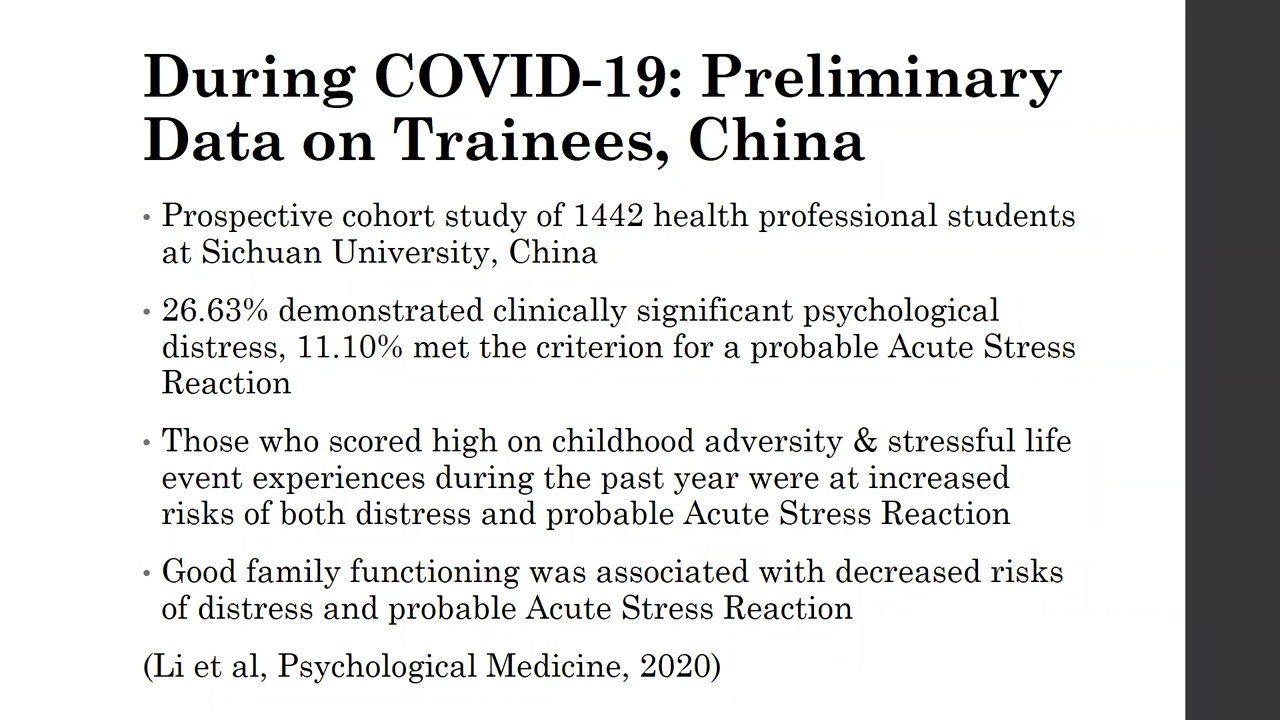 During COVID-19: Preliminary
Data on Trainees, China
• Prospective cohort study of 1442 health professional students
at Sichuan University, China
• 26.63% demonstrated clinically significant psychological
distress, 11.10% met the criterion for a probable Acute Stress
Reaction
• Those who scored high on childhood adversity & stressful life
event experiences during the past year were at increased
risks of both distress and probable Acute Stress Reaction
• Good family functioning was associated with decreased risks
of distress and probable Acute Stress Reaction
(Li et al, Psychological Medicine, 2020)